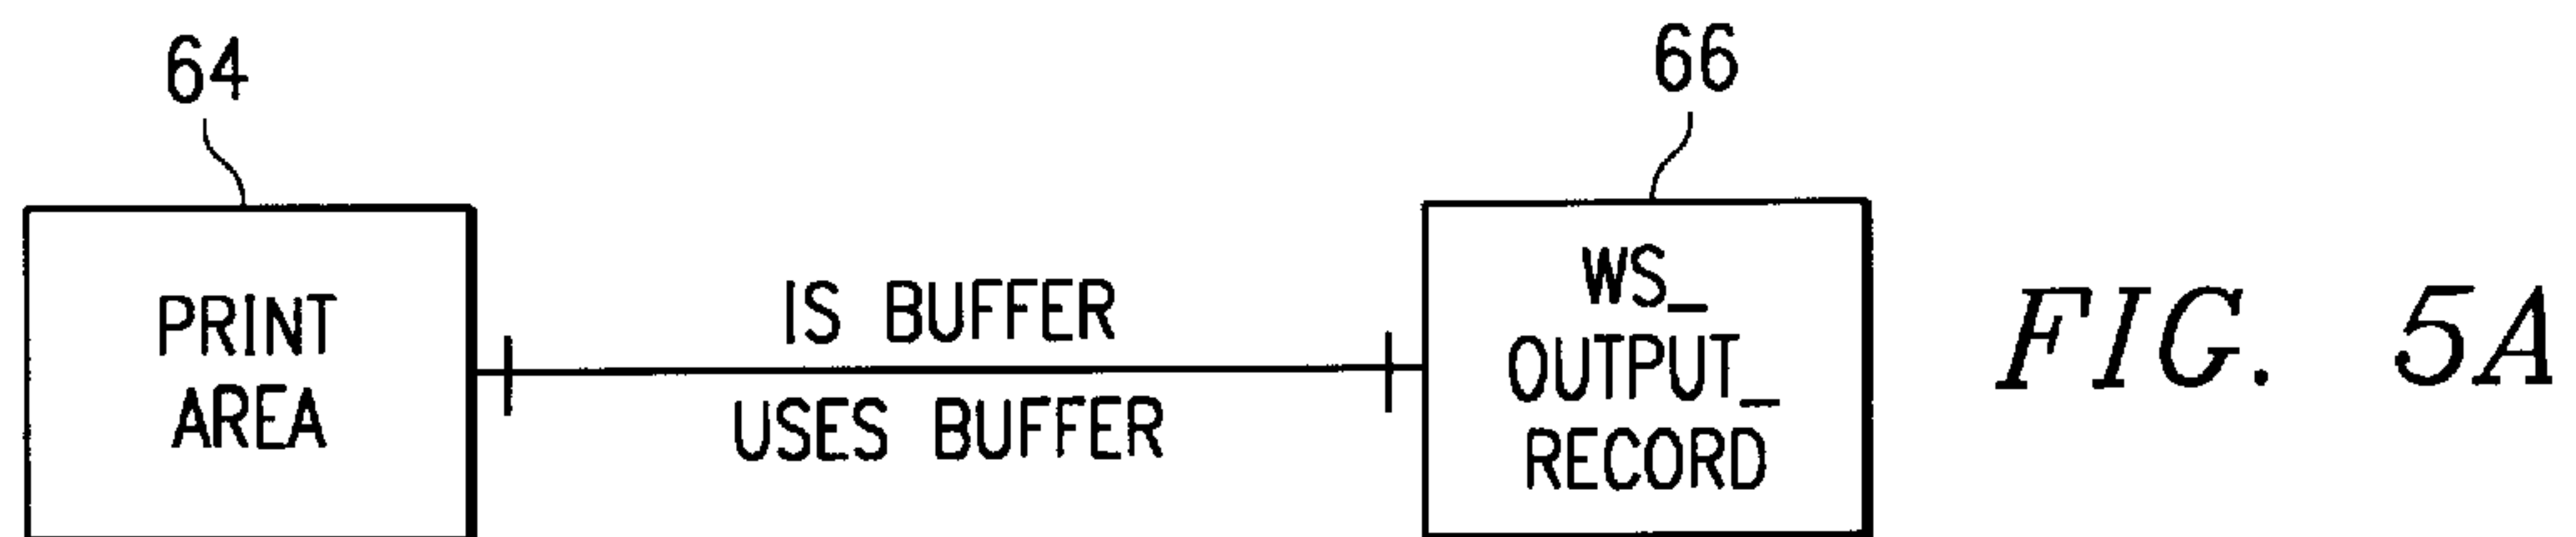 64
66
PRINT
AREA
IS BUFFER
USES BUFFER
WS_
OUTPUT_
RECORD
FIG. 5A